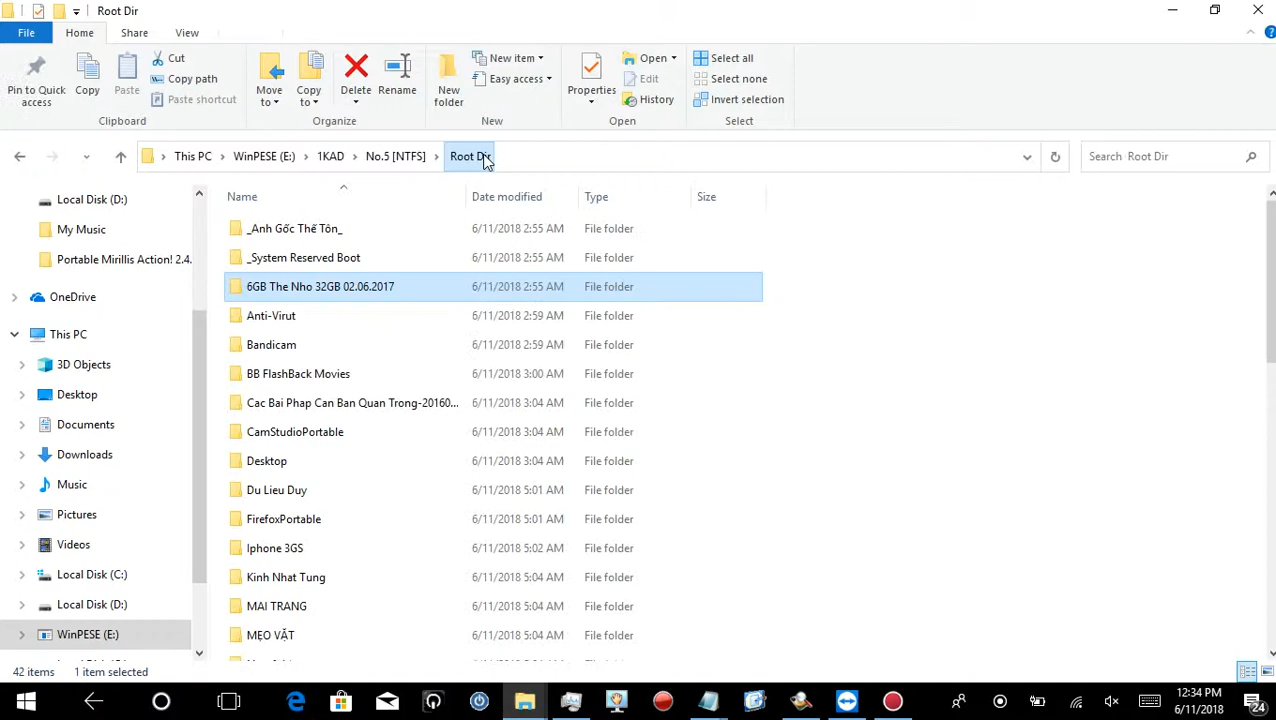 Root Dir
File Home Share View
Pin to Quick access
Copy
Paste
Cut
Copy path
Paste shortcut
Clipboard
Move to
Copy to
Delete
Rename
Organize
New folder
New item
Easy access
New
Properties
Open
Edit
History
Open
Select all
Select none
Invert selection
Select
This PC WinPESE (E:) 1KAD No.5 [NTFS] Root Dir
Search Root Dir
Local Disk (D:)
My Music
Portable Mirillis Action! 2.4.
OneDrive
This PC
3D Objects
Desktop
Documents
Downloads
Music
Pictures
Videos
Local Disk (C:)
Local Disk (D:)
WinPESE (E:)
Name Date modified Type Size
_Anh Gốc Thế Tôn_ 6/11/2018 2:55 AM File folder
_System Reserved Boot 6/11/2018 2:55 AM File folder
6GB The Nho 32GB 02.06.2017 6/11/2018 2:55 AM File folder
Anti-Virut 6/11/2018 2:59 AM File folder
Bandicam 6/11/2018 2:59 AM File folder
BB FlashBack Movies 6/11/2018 3:00 AM File folder
Cac Bai Phap Can Ban Quan Trong-20160... 6/11/2018 3:04 AM File folder
CamStudioPortable 6/11/2018 3:04 AM File folder
Desktop 6/11/2018 3:04 AM File folder
Du Lieu Duy 6/11/2018 5:01 AM File folder
FirefoxPortable 6/11/2018 5:01 AM File folder
Iphone 3GS 6/11/2018 5:02 AM File folder
Kinh Nhat Tung 6/11/2018 5:04 AM File folder
MAI TRANG 6/11/2018 5:04 AM File folder
MẸO VẶT 6/11/2018 5:04 AM File folder
42 items 1 item selected
12:34 PM
6/11/2018
24